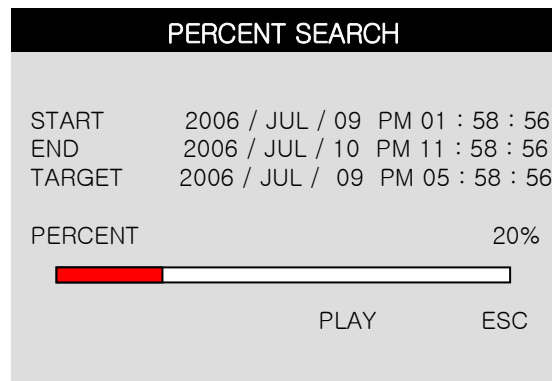 PERCENT SEARCH
START 2006 / JUL / 09 PM 01 : 58 : 56
END 2006 / JUL / 10 PM 11 : 58 : 56
TARGET 2006 / JUL / 09 PM 05 : 58 : 56
PERCENT 20%
PLAY ESC